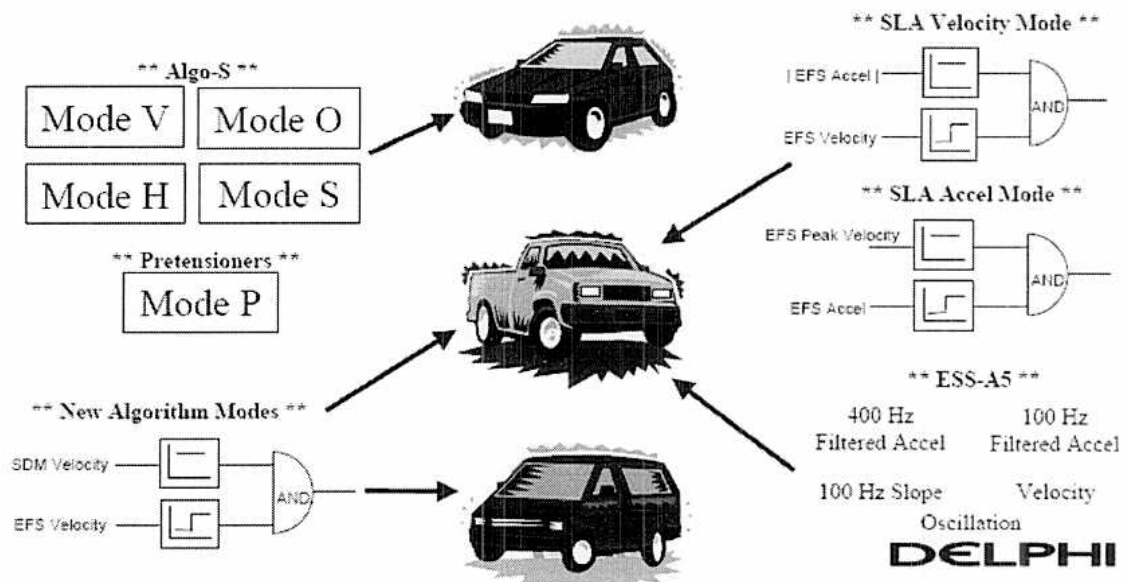 ** Algo-S **
Mode V
Mode O
Mode H
Mode S
** Pretensioners **
Mode P
** New Algorithm Modes **
SDM Velocity
EFS Velocity
AND
** SLA Velocity Mode **
| EFS Accel |
EFS Velocity
AND
** SLA Accel Mode **
EFS Peak Velocity
EFS Accel
AND
** ESS-A5 **
400 Hz
Filtered Accel
100 Hz
Filtered Accel
100 Hz Slope
Velocity
Oscillation
DELPHI